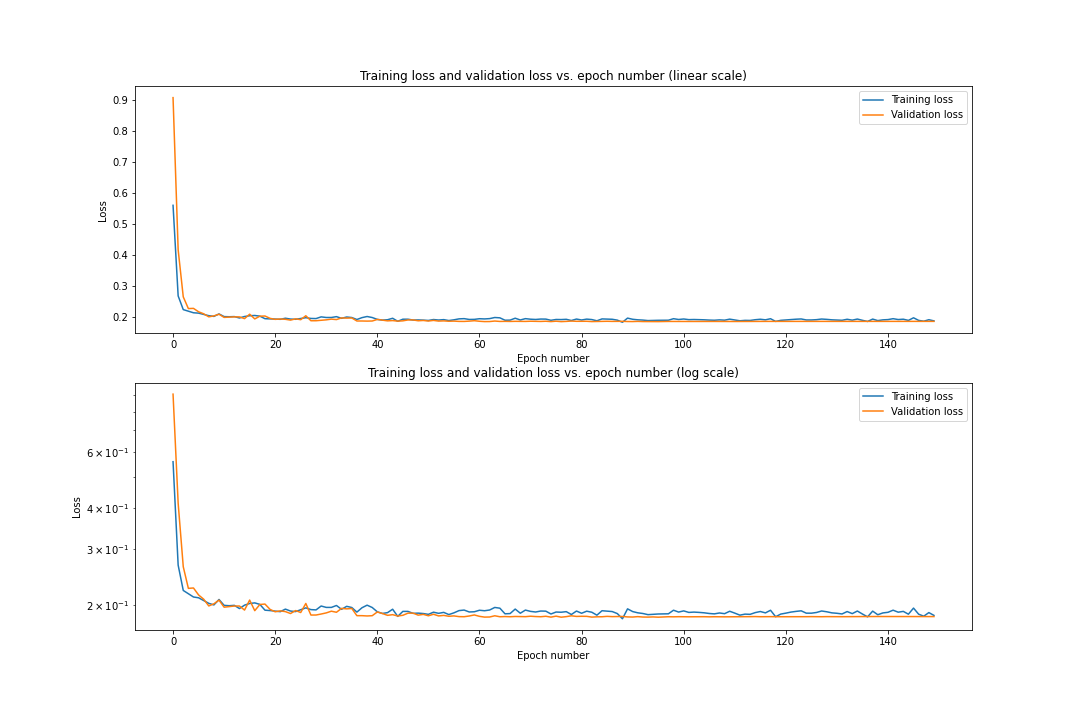 Training loss and validation loss vs. epoch number (linear scale)
Loss
0.9
0.8
0.7
0.6
0.5
0.4
0.3
0.2
Training loss
Validation loss
0 20 40 60 80 100 120 140
Epoch number
Training loss and validation loss vs. epoch number (log scale)
Loss
6 × 10⁻¹
4 × 10⁻¹
3 × 10⁻¹
2 × 10⁻¹
Training loss
Validation loss
0 20 40 60 80 100 120 140
Epoch number